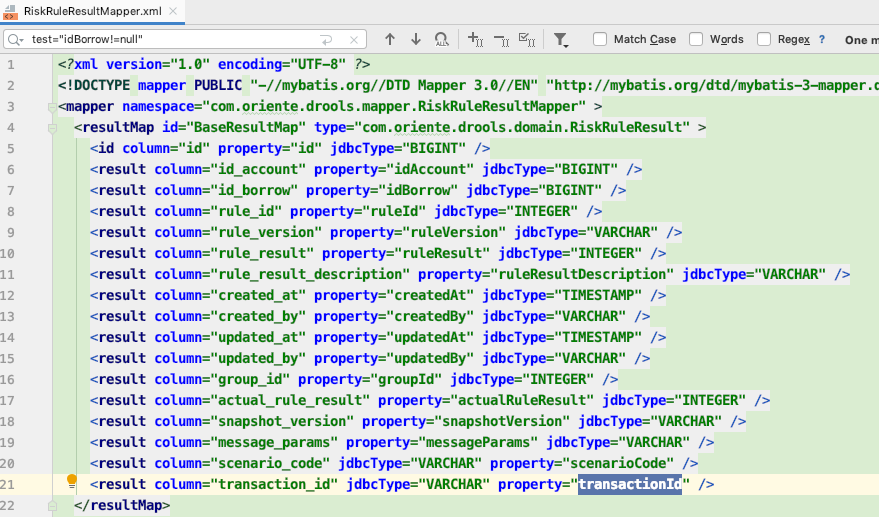 RiskRuleResultMapper.xml
test="idBorrow!=null"
Match Case
Words
Regex
?
One m
1 <?xml version="1.0" encoding="UTF-8" ?>
2 <!DOCTYPE mapper PUBLIC "-//mybatis.org//DTD Mapper 3.0//EN" "http://mybatis.org/dtd/mybatis-3-mapper.d
3 <mapper namespace="com.oriente.drools.mapper.RiskRuleResultMapper" >
4 <resultMap id="BaseResultMap" type="com.oriente.drools.domain.RiskRuleResult" >
5 <id column="id" property="id" jdbcType="BIGINT" />
6 <result column="id_account" property="idAccount" jdbcType="BIGINT" />
7 <result column="id_borrow" property="idBorrow" jdbcType="BIGINT" />
8 <result column="rule_id" property="ruleId" jdbcType="INTEGER" />
9 <result column="rule_version" property="ruleVersion" jdbcType="VARCHAR" />
10 <result column="rule_result" property="ruleResult" jdbcType="INTEGER" />
11 <result column="rule_result_description" property="ruleResultDescription" jdbcType="VARCHAR" />
12 <result column="created_at" property="createdAt" jdbcType="TIMESTAMP" />
13 <result column="created_by" property="createdBy" jdbcType="VARCHAR" />
14 <result column="updated_at" property="updatedAt" jdbcType="TIMESTAMP" />
15 <result column="updated_by" property="updatedBy" jdbcType="VARCHAR" />
16 <result column="group_id" property="groupId" jdbcType="INTEGER" />
17 <result column="actual_rule_result" property="actualRuleResult" jdbcType="INTEGER" />
18 <result column="snapshot_version" property="snapshotVersion" jdbcType="VARCHAR" />
19 <result column="message_params" property="messageParams" jdbcType="VARCHAR" />
20 <result column="scenario_code" jdbcType="VARCHAR" property="scenarioCode" />
21 <result column="transaction_id" jdbcType="VARCHAR" property="transactionId" />
22 </resultMap>